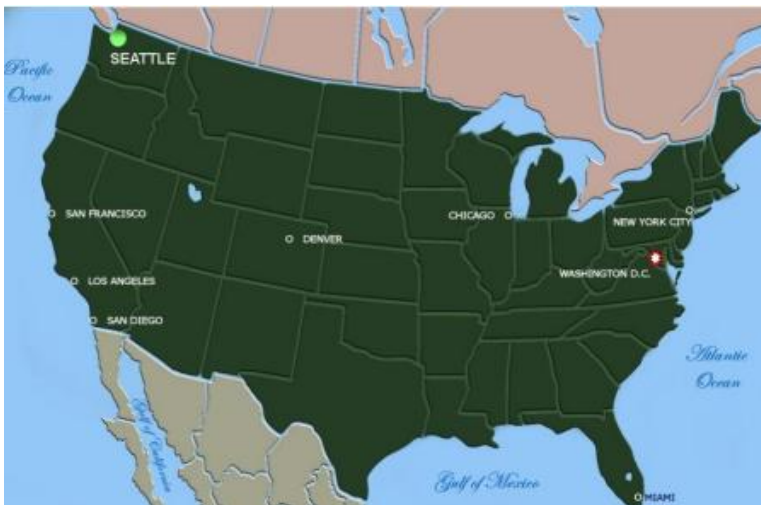 SEATTLE
Pacific
Ocean
SAN FRANCISCO
CHICAGO
NEW YORK CITY
DENVER
WASHINGTON D.C.
LOS ANGELES
SAN DIEGO
Atlantic
Ocean
Gulf of California
Gulf of Mexico
MIAMI